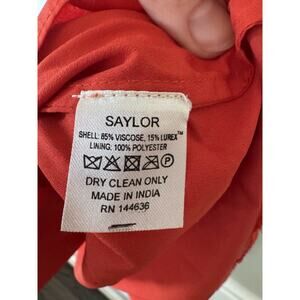 SAYLOR
SHELL: 85% VISCOSE, 15% LUREX™
LINING: 100% POLYESTER
P
DRY CLEAN ONLY
MADE IN INDIA
RN 144636